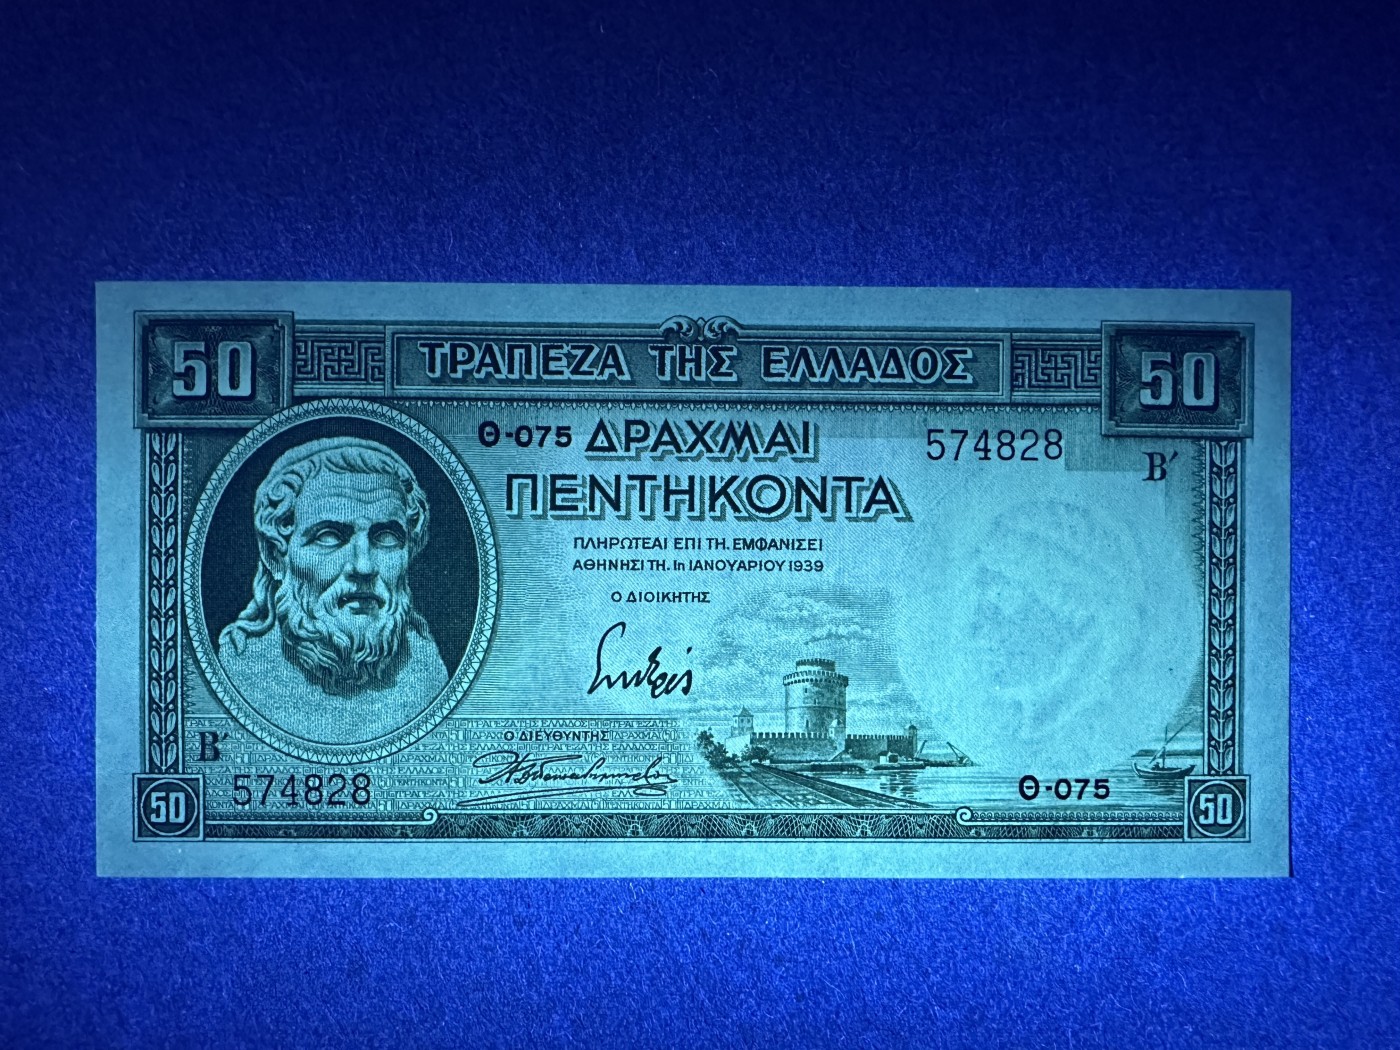 50 ΤΡΑΠΕΖΑ ΤΗΣ ΕΛΛΑΔΟΣ 50
Θ-075 ΔΡΑΧΜΑΙ 574828
ΠΕΝΤΗΚΟΝΤΑ Β′
ΠΛΗΡΩΤΕΑΙ ΕΠΙ ΤΗ. ΕΜΦΑΝΙΣΕΙ
ΑΘΗΝΗΣΙ ΤΗ. 1η ΙΑΝΟΥΑΡΙΟΥ 1939
Ο ΔΙΟΙΚΗΤΗΣ
Ο ΔΙΕΥΘΥΝΤΗΣ
Β′
574828 Θ-075
50 50